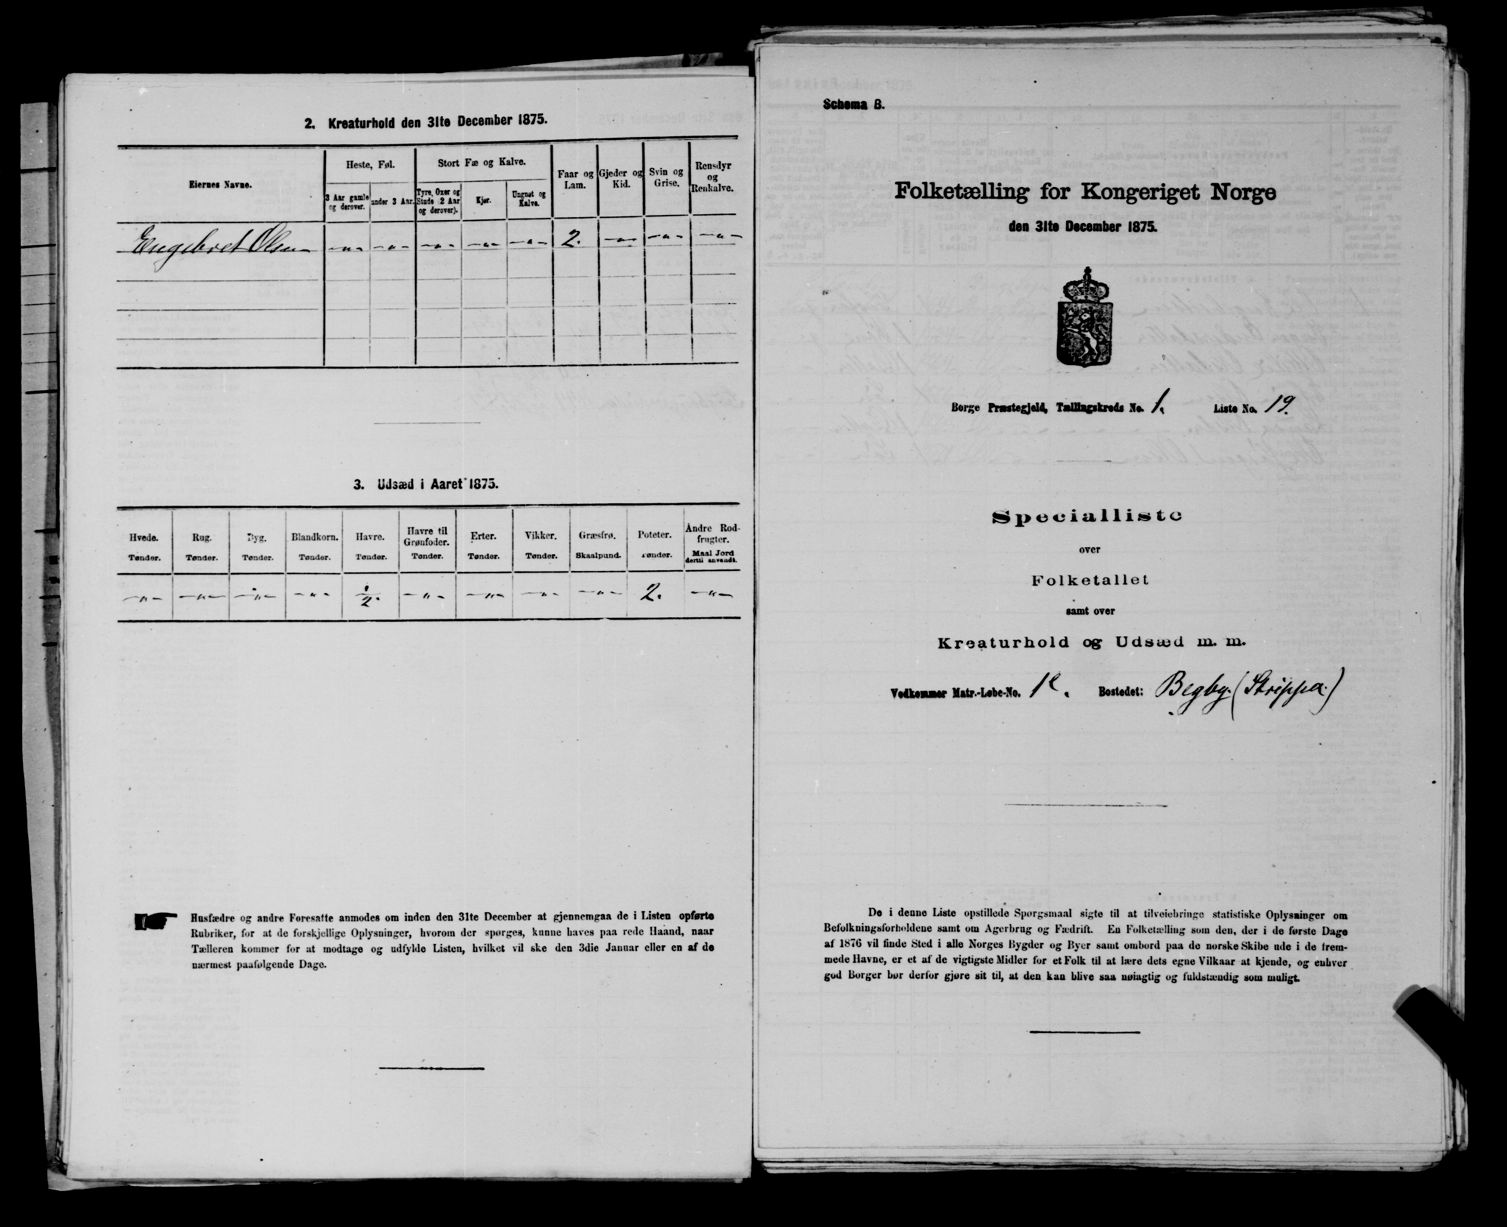 2. Kreaturhold den 31te December 1875.
Eiernes Navne.
Heste, Føl.
3 Aar gamle og derover.
under 3 Aar.
Stort Fæ og Kalve.
Tyre, Oxer og Stude 2 Aar og derover).
Kjør.
Ungnøt og Kalve.
Faar og Lam.
Gjeder og Kid.
Svin og Grise.
Rensdyr og Renkalve.
Engebret Olsen -"- -"- -"- -"- -"- 2. -"- -"- -"-
3. Udsæd i Aaret 1875.
Hvede. Rug. Byg. Blandkorn. Havre. Havre til Grønfoder. Erter. Vikker. Græsfrø. Poteter. Andre Rodfrugter.
Tønder. Tønder. Tønder. Tønder. Tønder. Tønder. Tønder. Tønder. Skaalpund. Tønder. Maal Jord dertil anvendt.
-"- -"- -"- -"- 1/2. -"- -"- -"- -"- 2. -"-
Husfædre og andre Foresatte anmodes om inden den 31te December at gjennemgaa de i Listen opførte
Rubriker, for at de forskjellige Oplysninger, hvorom der spørges, kunne haves paa rede Haand, naar
Tælleren kommer for at modtage og udfylde Listen, hvilket vil ske den 3die Januar eller en af de
nærmest paafølgende Dage.
Schema B.
Folketælling for Kongeriget Norge
den 31te December 1875.
Borge Præstegjeld, Tællingskreds No. 1. Liste No. 19.
Specialliste
over
Folketallet
samt over
Kreaturhold og Udsæd m. m.
Vedkommer Matr.-Løbe-No. 1e. Bostedet: Begby. (Strippa.)
De i denne Liste opstillede Spørgsmaal sigte til at tilveiebringe statistiske Oplysninger om
Befolkningsforholdene samt om Agerbrug og Fædrift. En Folketælling som den, der i de første Dage
af 1876 vil finde Sted i alle Norges Bygder og Byer samt ombord paa de norske Skibe ude i de frem-
mede Havne, er et af de vigtigste Midler for et Folk til at lære dets egne Vilkaar at kjende, og enhver
god Borger bør derfor gjøre sit til, at den kan blive saa nøiagtig og fuldstændig som muligt.